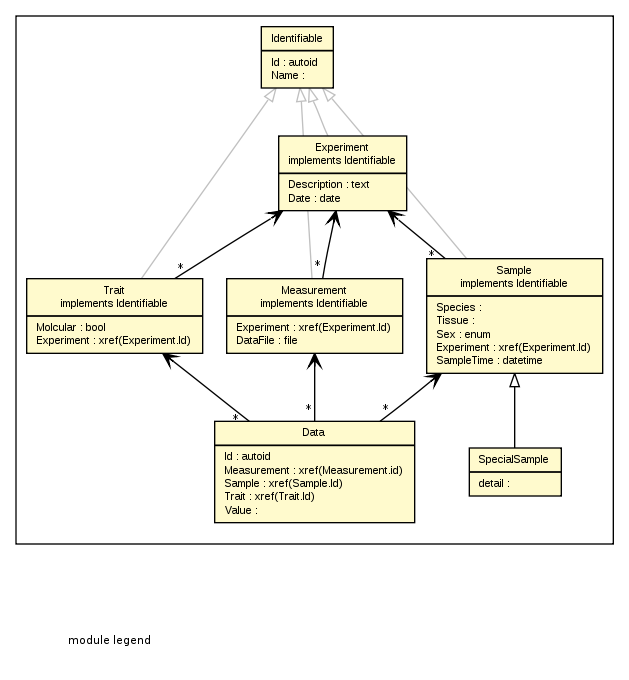 Identifiable
Id : autoid
Name :
Experiment
implements Identifiable
Description : text
Date : date
*
*
*
Trait
implements Identifiable
Molcular : bool
Experiment : xref(Experiment.Id)
Measurement
implements Identifiable
Experiment : xref(Experiment.Id)
DataFile : file
Sample
implements Identifiable
Species :
Tissue :
Sex : enum
Experiment : xref(Experiment.Id)
SampleTime : datetime
*
*
*
Data
Id : autoid
Measurement : xref(Measurement.id)
Sample : xref(Sample.Id)
Trait : xref(Trait.Id)
Value :
SpecialSample
detail :
module legend